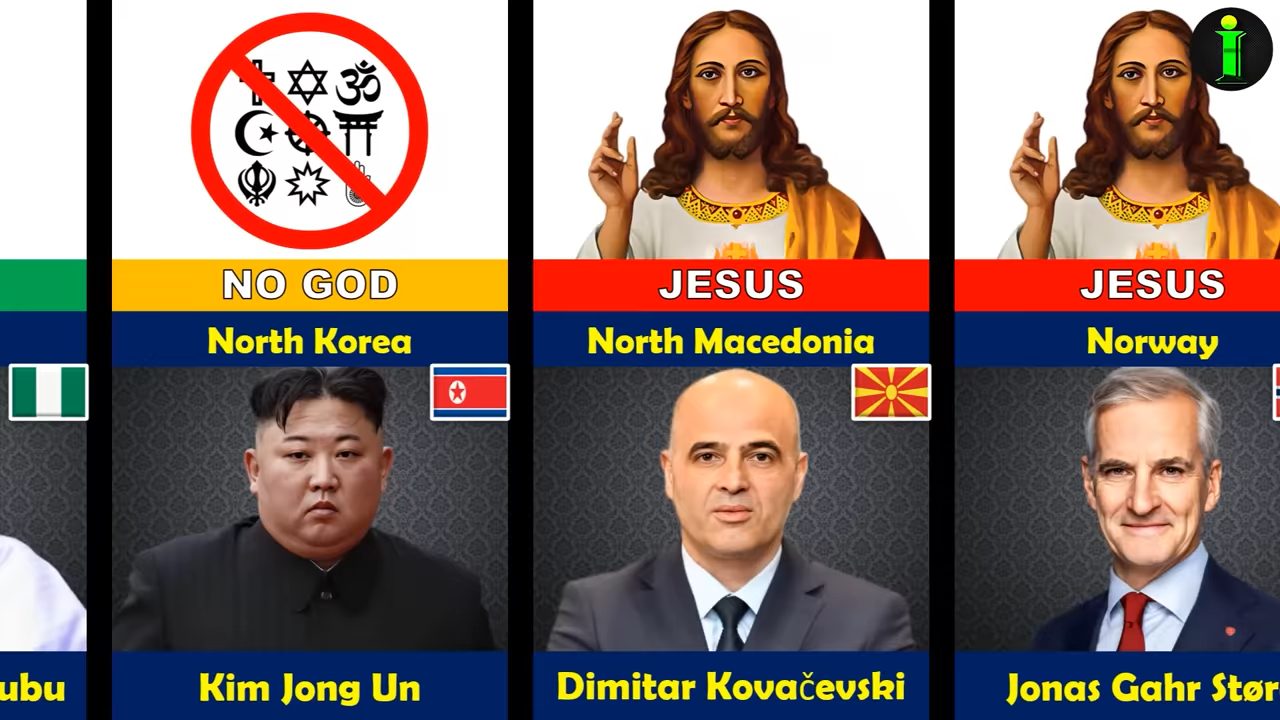 NO GOD
JESUS
JESUS
North Korea
North Macedonia
Norway
ubu
Kim Jong Un
Dimitar Kovačevski
Jonas Gahr Stør